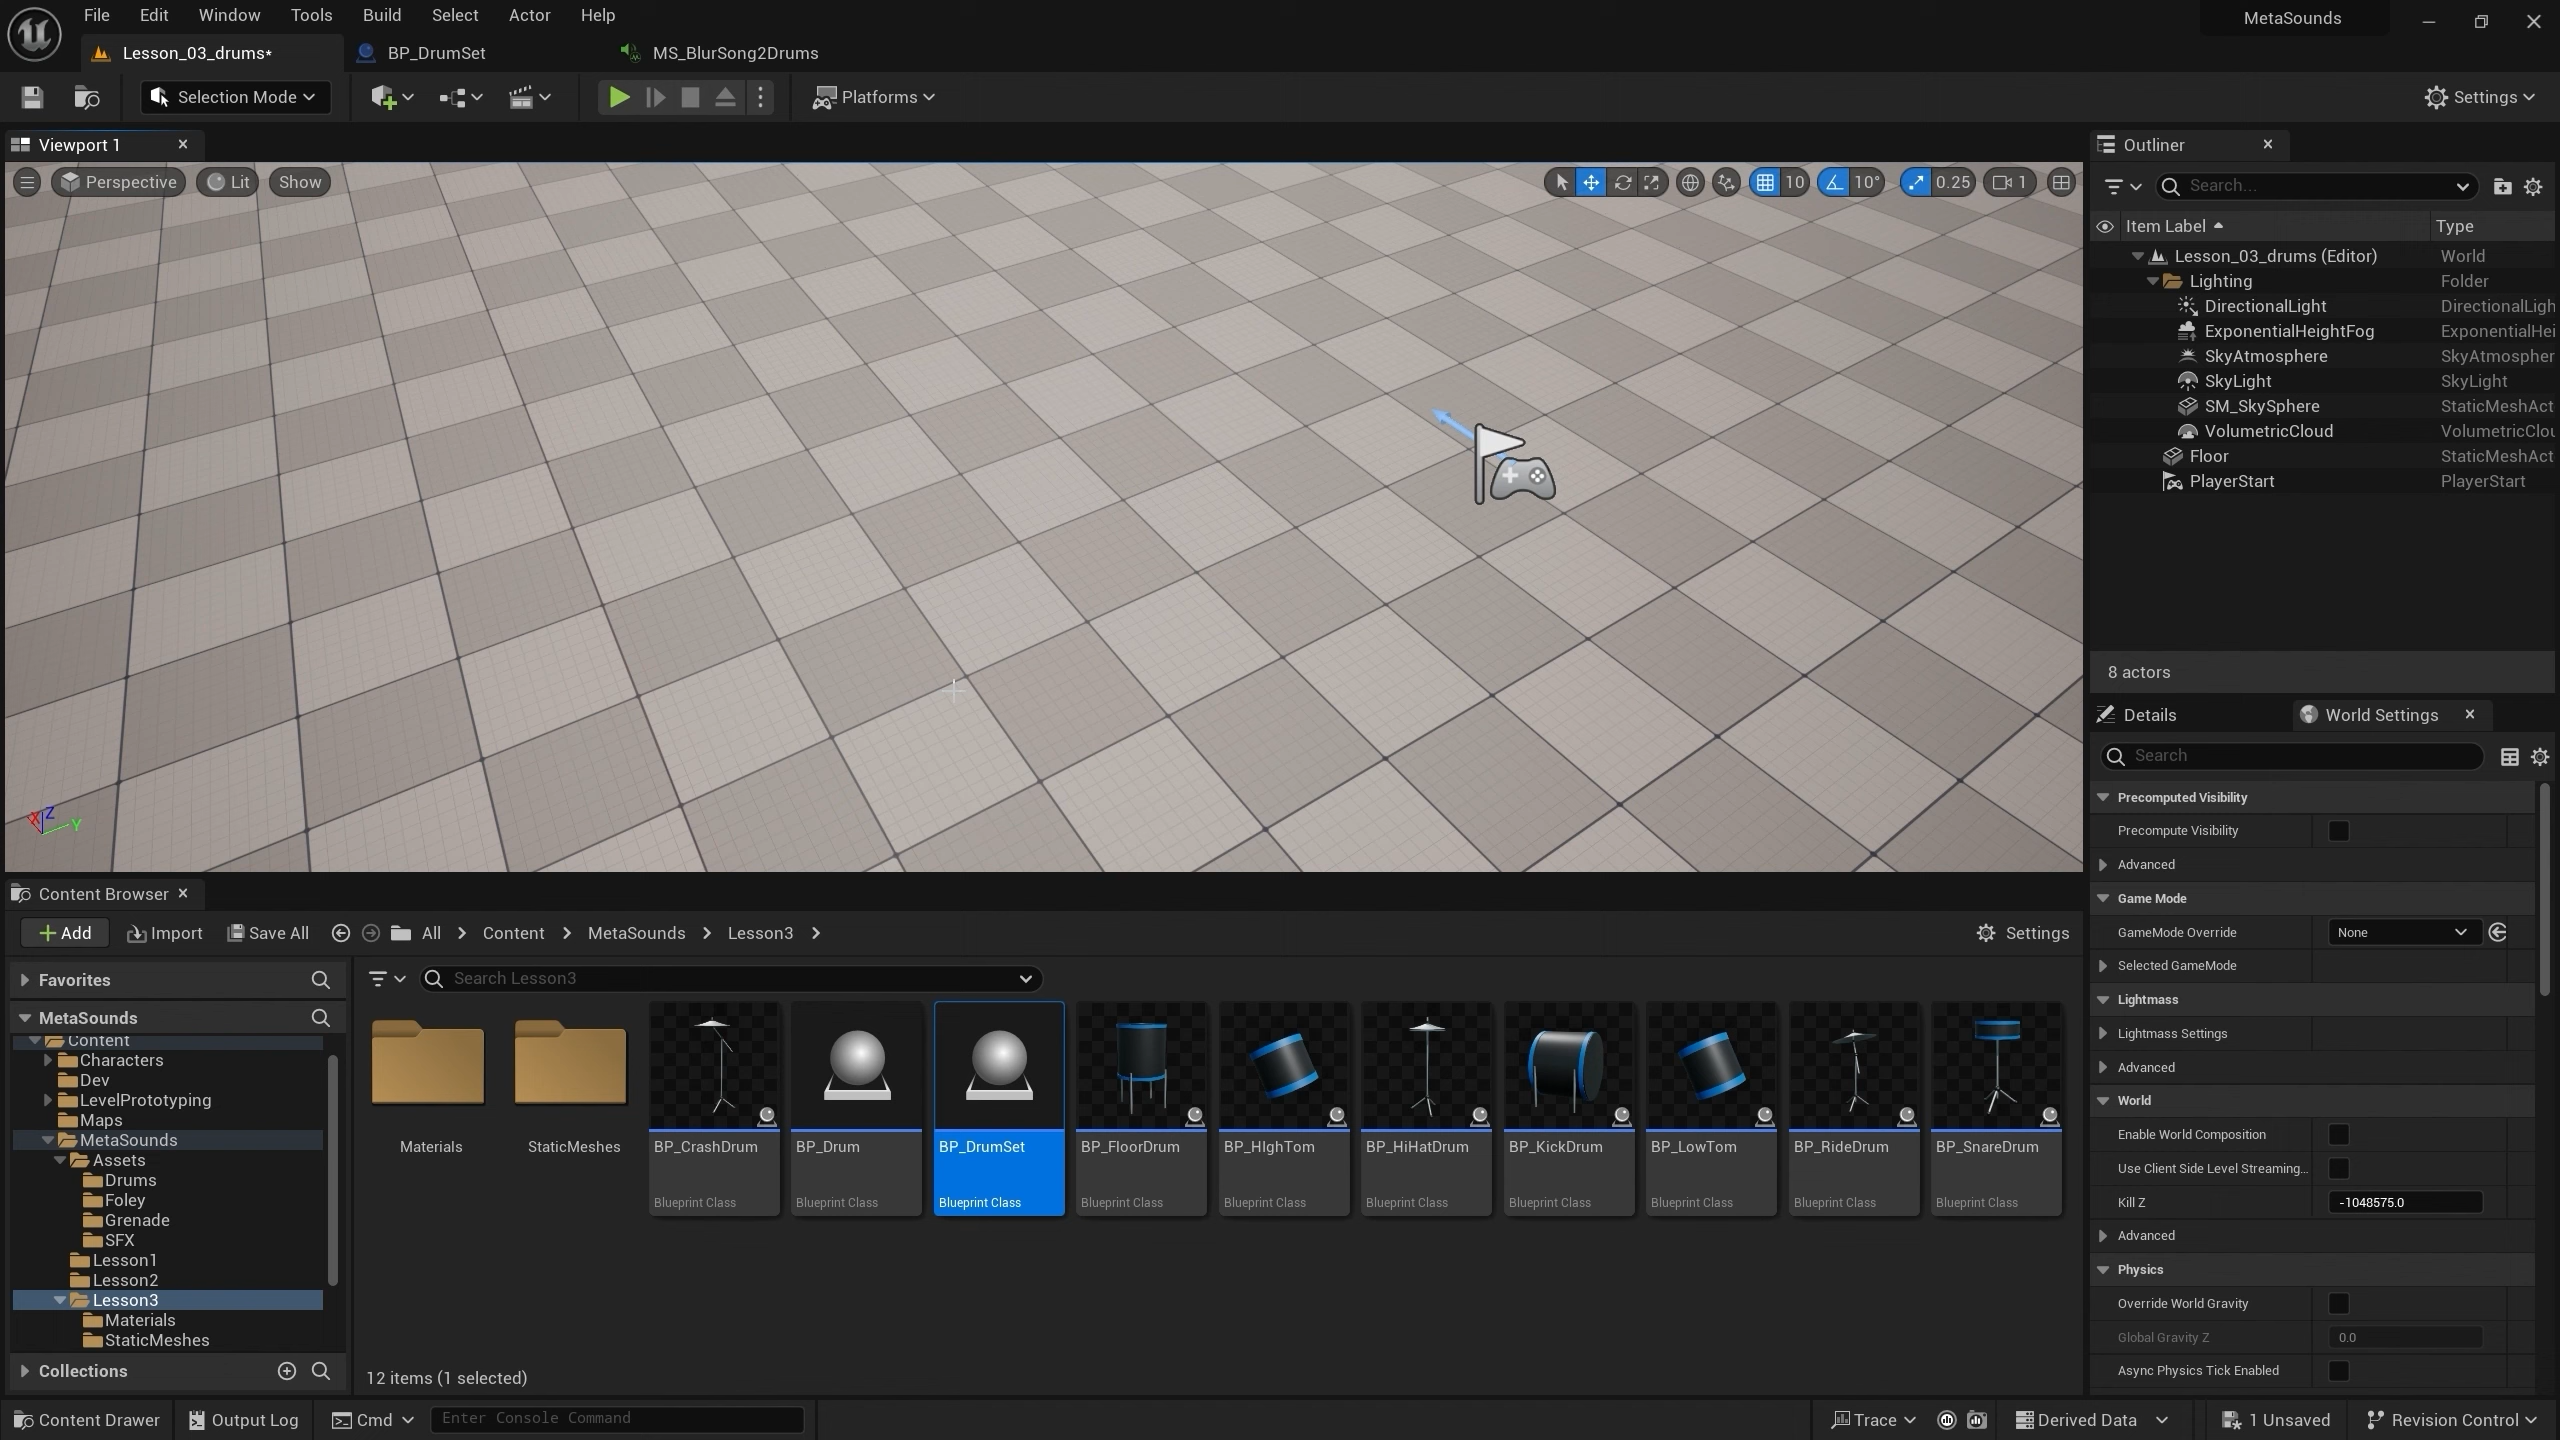 File Edit Window Tools Build Select Actor Help
MetaSounds
Lesson_03_drums*
BP_DrumSet
MS_BlurSong2Drums
Selection Mode
Platforms
Settings
Viewport 1
Perspective
Lit
Show
10
10°
0.25
1
X Z Y
Outliner
Search...
Item Label Type
Lesson_03_drums (Editor) World
Lighting Folder
DirectionalLight DirectionalLigh
ExponentialHeightFog ExponentialHei
SkyAtmosphere SkyAtmospher
SkyLight SkyLight
SM_SkySphere StaticMeshAct
VolumetricCloud VolumetricClou
Floor StaticMeshAct
PlayerStart PlayerStart
8 actors
Details
World Settings
Search
Precomputed Visibility
Precompute Visibility
Advanced
Game Mode
GameMode Override None
Selected GameMode
Lightmass
Lightmass Settings
Advanced
World
Enable World Composition
Use Client Side Level Streaming...
Kill Z -1048575.0
Advanced
Physics
Override World Gravity
Global Gravity Z 0.0
Async Physics Tick Enabled
Content Browser
Add Import Save All All Content MetaSounds Lesson3
Settings
Favorites
MetaSounds
Content
Characters
Dev
LevelPrototyping
Maps
MetaSounds
Assets
Drums
Foley
Grenade
SFX
Lesson1
Lesson2
Lesson3
Materials
StaticMeshes
Collections
Search Lesson3
Materials
StaticMeshes
BP_CrashDrum
Blueprint Class
BP_Drum
Blueprint Class
BP_DrumSet
Blueprint Class
BP_FloorDrum
Blueprint Class
BP_HIghTom
Blueprint Class
BP_HiHatDrum
Blueprint Class
BP_KickDrum
Blueprint Class
BP_LowTom
Blueprint Class
BP_RideDrum
Blueprint Class
BP_SnareDrum
Blueprint Class
12 items (1 selected)
Content Drawer
Output Log
Cmd
Enter Console Command
Trace
Derived Data
1 Unsaved
Revision Control